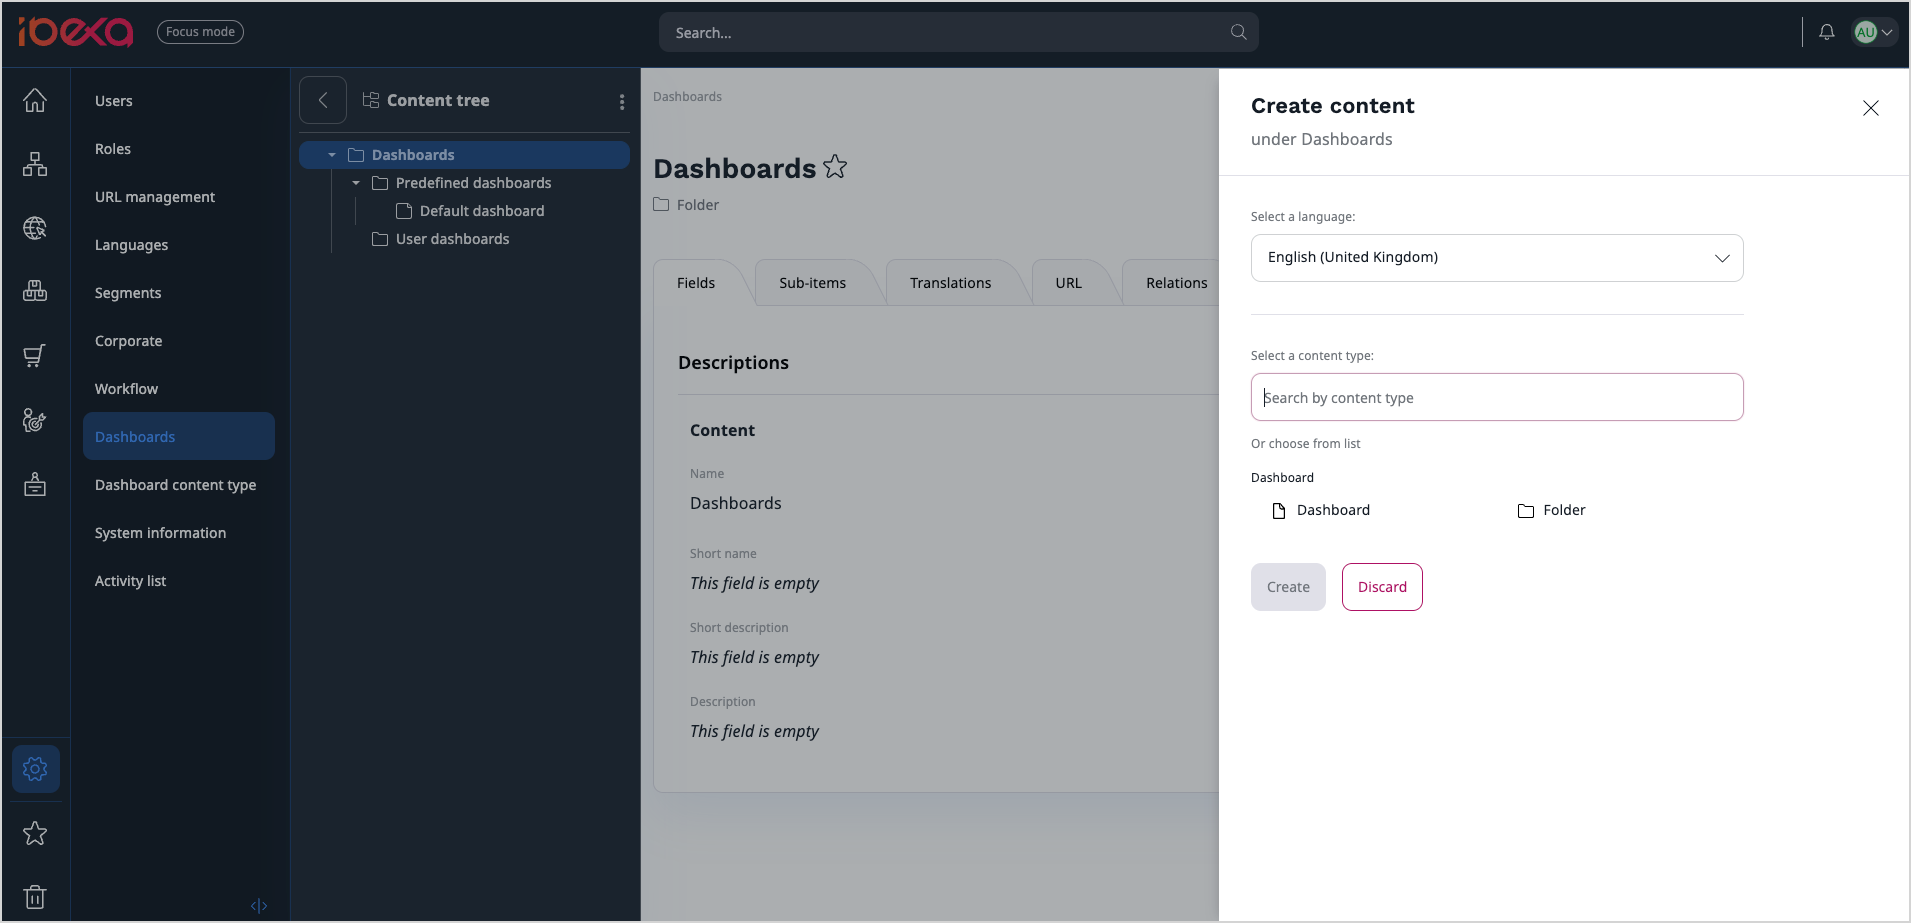 ibexa
Focus mode
Search...
AU
Users
Roles
URL management
Languages
Segments
Corporate
Workflow
Dashboards
Dashboard content type
System information
Activity list
Content tree
Dashboards
Predefined dashboards
Default dashboard
User dashboards
Dashboards
Dashboards
Folder
Fields
Sub-items
Translations
URL
Relations
Descriptions
Content
Name
Dashboards
Short name
This field is empty
Short description
This field is empty
Description
This field is empty
Create content
under Dashboards
Select a language:
English (United Kingdom)
Select a content type:
Search by content type
Or choose from list
Dashboard
Dashboard
Folder
Create
Discard